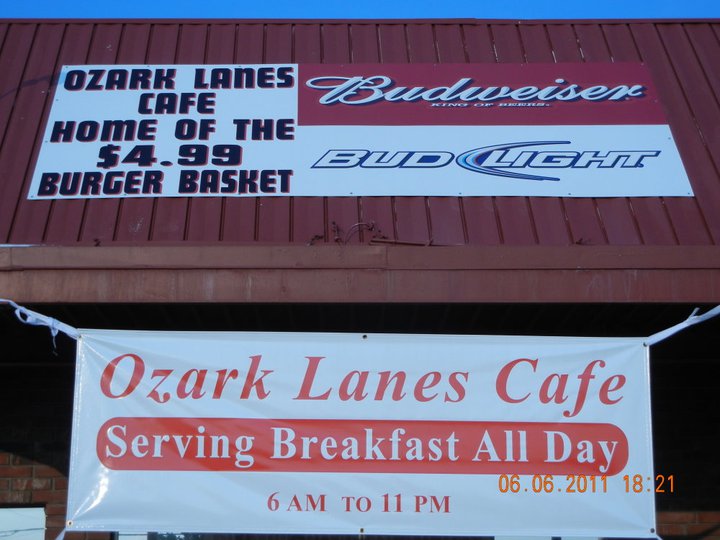 OZARK LANES
CAFE
HOME OF THE
$4.99
BURGER BASKET
Budweiser
KING OF BEERS.
BUD LIGHT
Ozark Lanes Cafe
Serving Breakfast All Day
6 AM TO 11 PM
06.06.2011 18:21